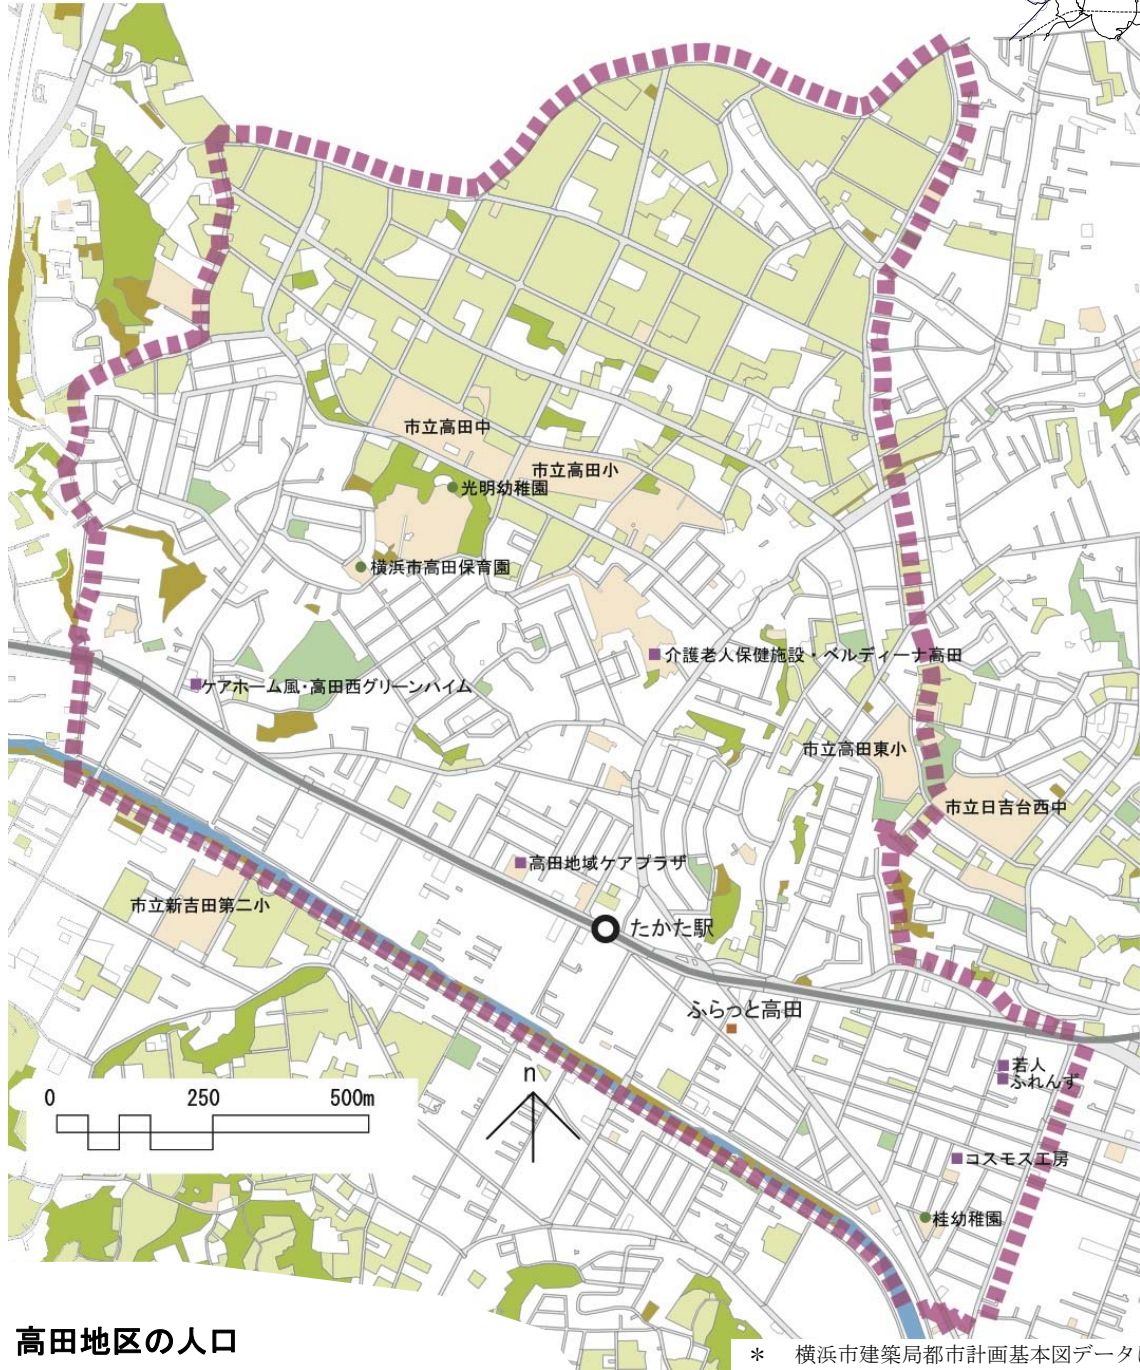 市立高田中
市立高田小
光明幼稚園
横浜市高田保育園
介護老人保健施設・ベルディーナ高田
ケアホーム風・高田西グリーンハイム
市立高田東小
市立日吉台西中
高田地域ケアプラザ
市立新吉田第二小
たかた駅
ふらっと高田
若人
ふれんず
n
0 250 500m
コスモス工房
桂幼稚園
高田地区の人口
* 横浜市建築局都市計画基本図データ